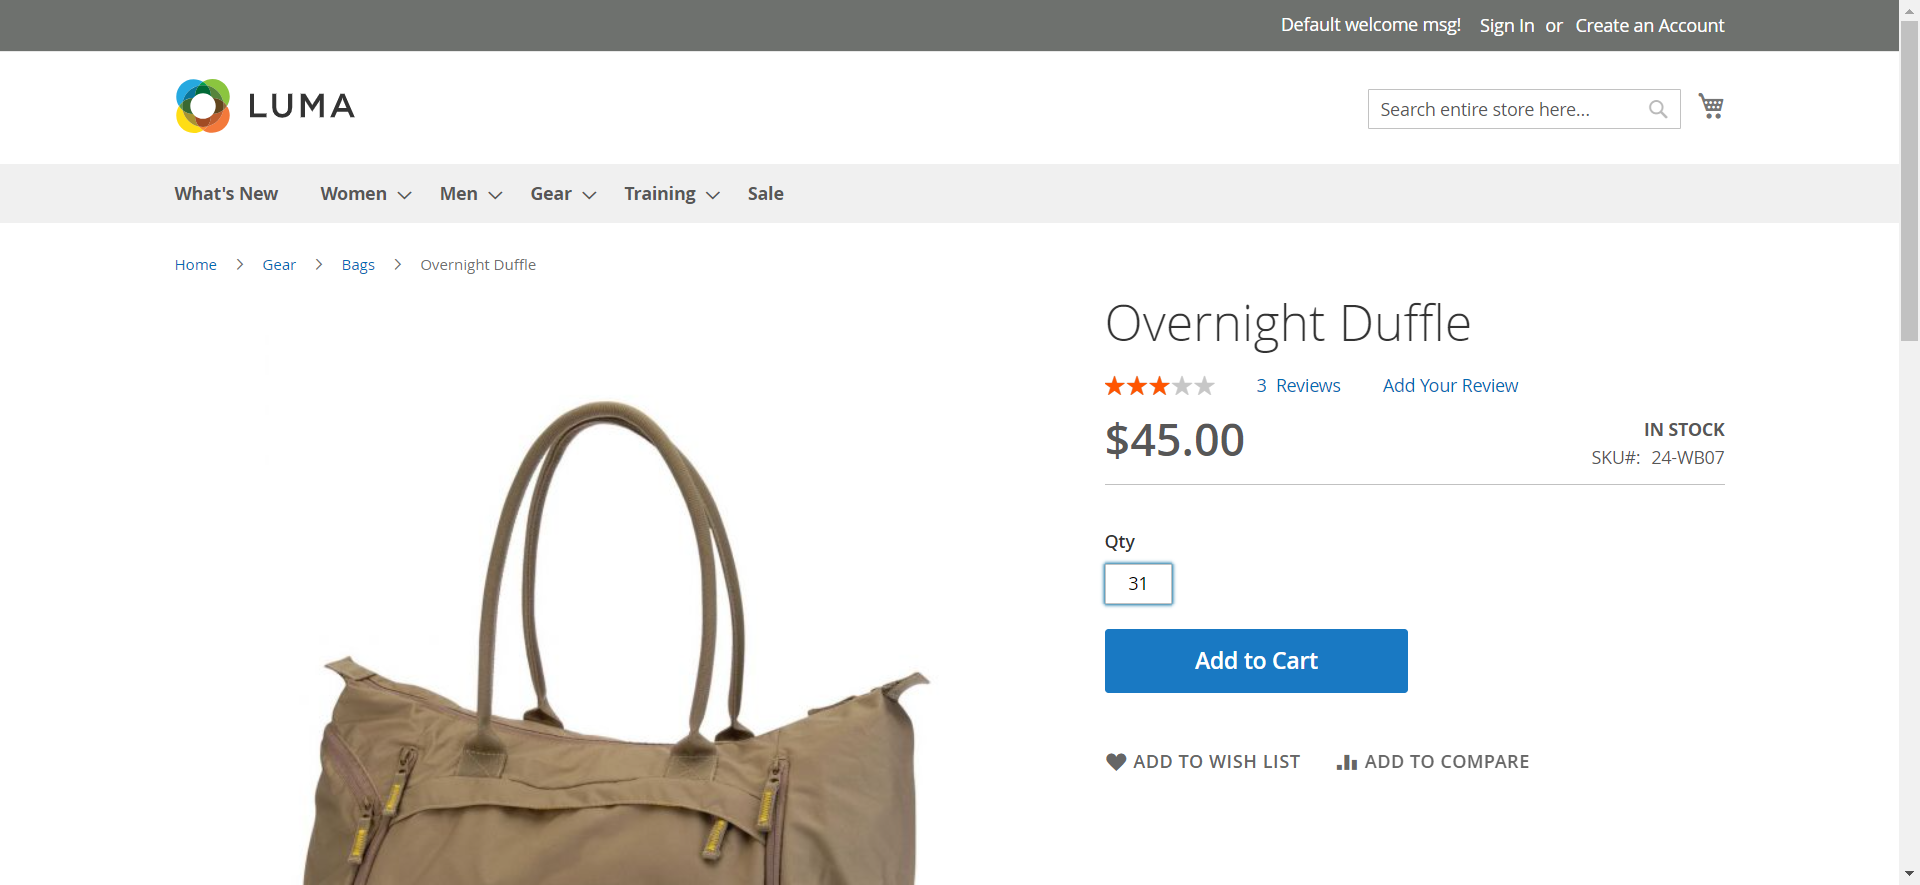 Default welcome msg! Sign In or Create an Account
LUMA
Search entire store here...
What's New Women Men Gear Training Sale
Home Gear Bags Overnight Duffle
Overnight Duffle
3 Reviews Add Your Review
$45.00
IN STOCK
SKU#: 24-WB07
Qty
31
Add to Cart
ADD TO WISH LIST ADD TO COMPARE